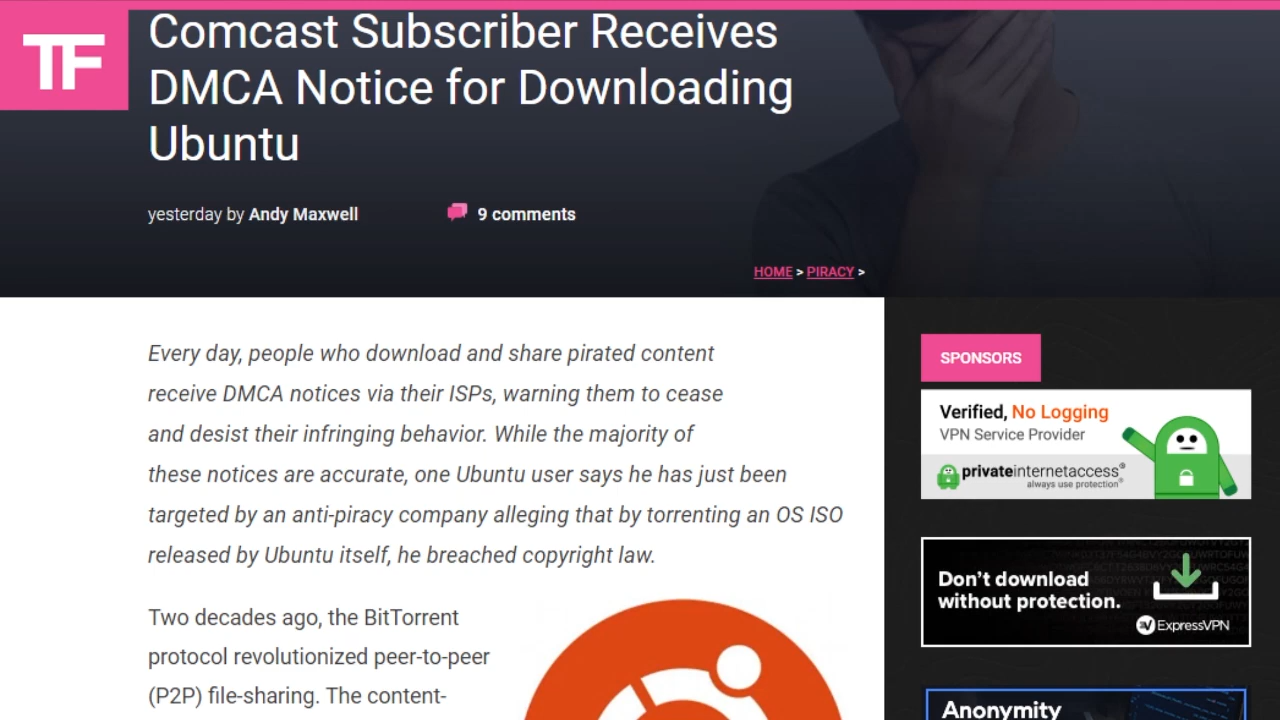 TF
Comcast Subscriber Receives
DMCA Notice for Downloading
Ubuntu
yesterday by Andy Maxwell
9 comments
HOME > PIRACY >
Every day, people who download and share pirated content
receive DMCA notices via their ISPs, warning them to cease
and desist their infringing behavior. While the majority of
these notices are accurate, one Ubuntu user says he has just been
targeted by an anti-piracy company alleging that by torrenting an OS ISO
released by Ubuntu itself, he breached copyright law.
Two decades ago, the BitTorrent
protocol revolutionized peer-to-peer
(P2P) file-sharing. The content-
SPONSORS
Verified, No Logging
VPN Service Provider
privateinternetaccess®
always use protection®
Don't download
without protection.
ExpressVPN
Anonymity